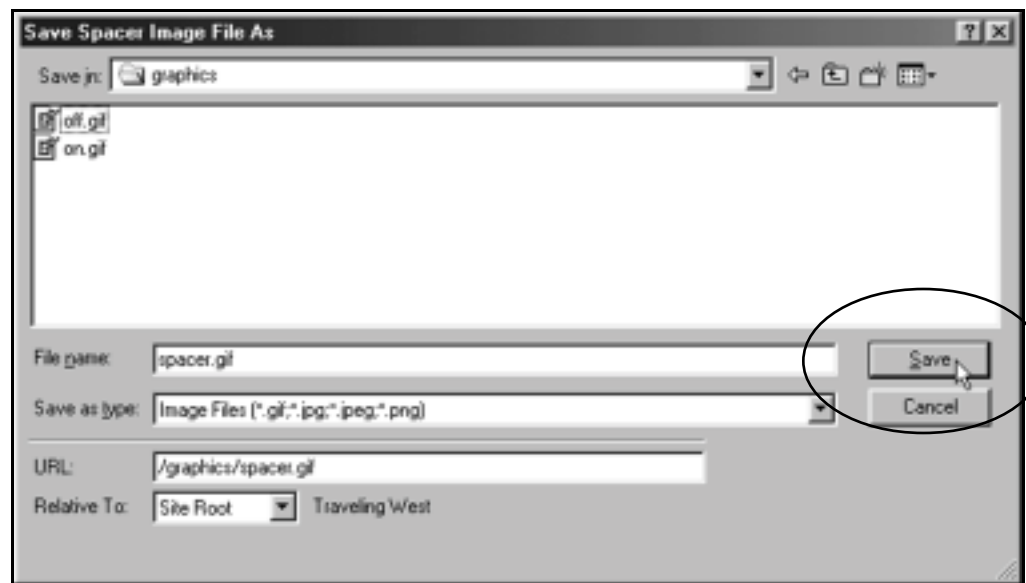 Save Spacer Image File As
Save in: graphics
off.gif
on.gif
File name: spacer.gif Save
Save as type: Image Files (*.gif;*.jpg;*.jpeg;*.png) Cancel
URL: /graphics/spacer.gif
Relative To: Site Root Traveling West